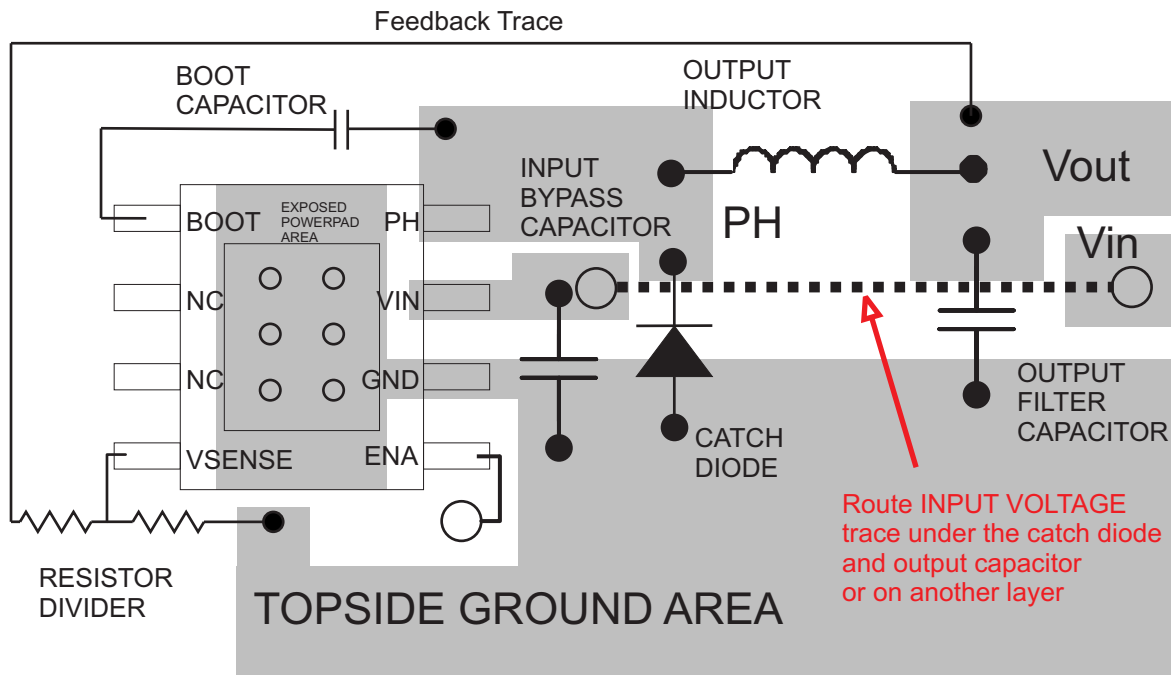 Feedback Trace
BOOT
CAPACITOR
OUTPUT
INDUCTOR
INPUT
BYPASS
CAPACITOR
Vout
PH
Vin
EXPOSED
POWERPAD
AREA
BOOT
PH
NC
VIN
NC
GND
VSENSE
ENA
CATCH
DIODE
OUTPUT
FILTER
CAPACITOR
Route INPUT VOLTAGE
trace under the catch diode
and output capacitor
or on another layer
RESISTOR
DIVIDER
TOPSIDE GROUND AREA